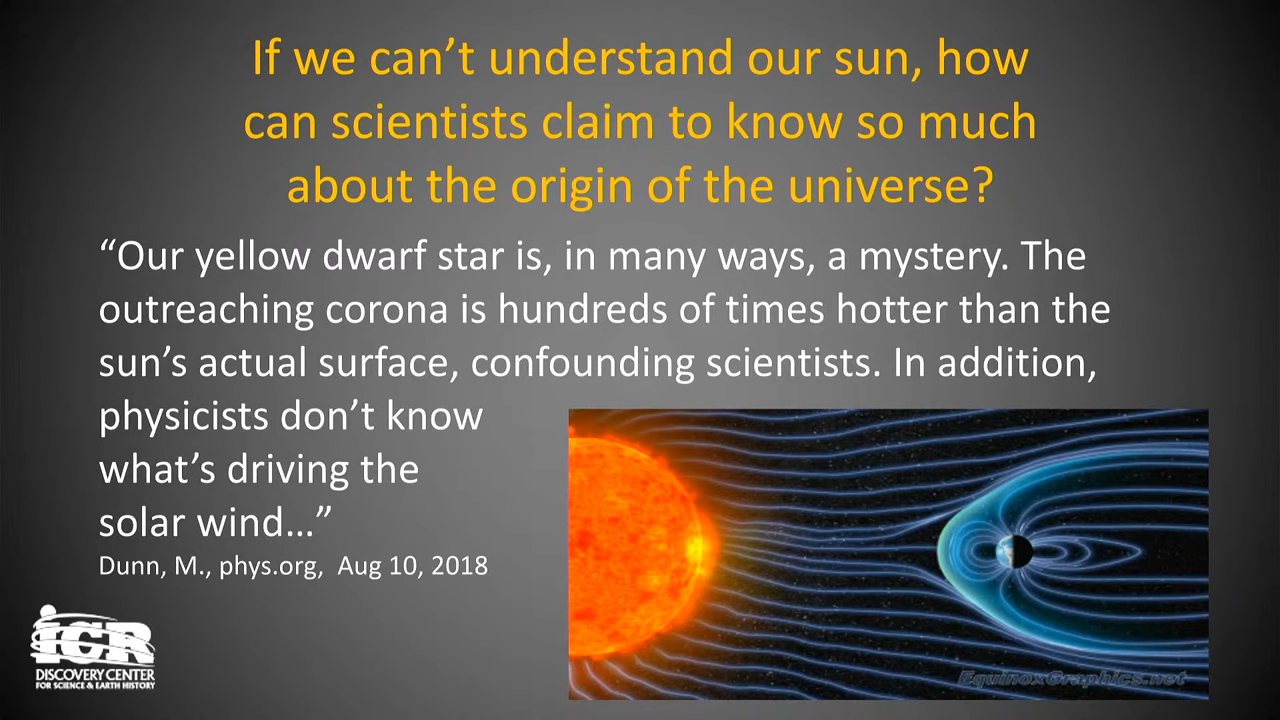 If we can’t understand our sun, how
can scientists claim to know so much
about the origin of the universe?
“Our yellow dwarf star is, in many ways, a mystery. The
outreaching corona is hundreds of times hotter than the
sun’s actual surface, confounding scientists. In addition,
physicists don’t know
what’s driving the
solar wind…”
Dunn, M., phys.org, Aug 10, 2018
EquinoxGraphics.net
iCR
DISCOVERY CENTER
FOR SCIENCE & EARTH HISTORY